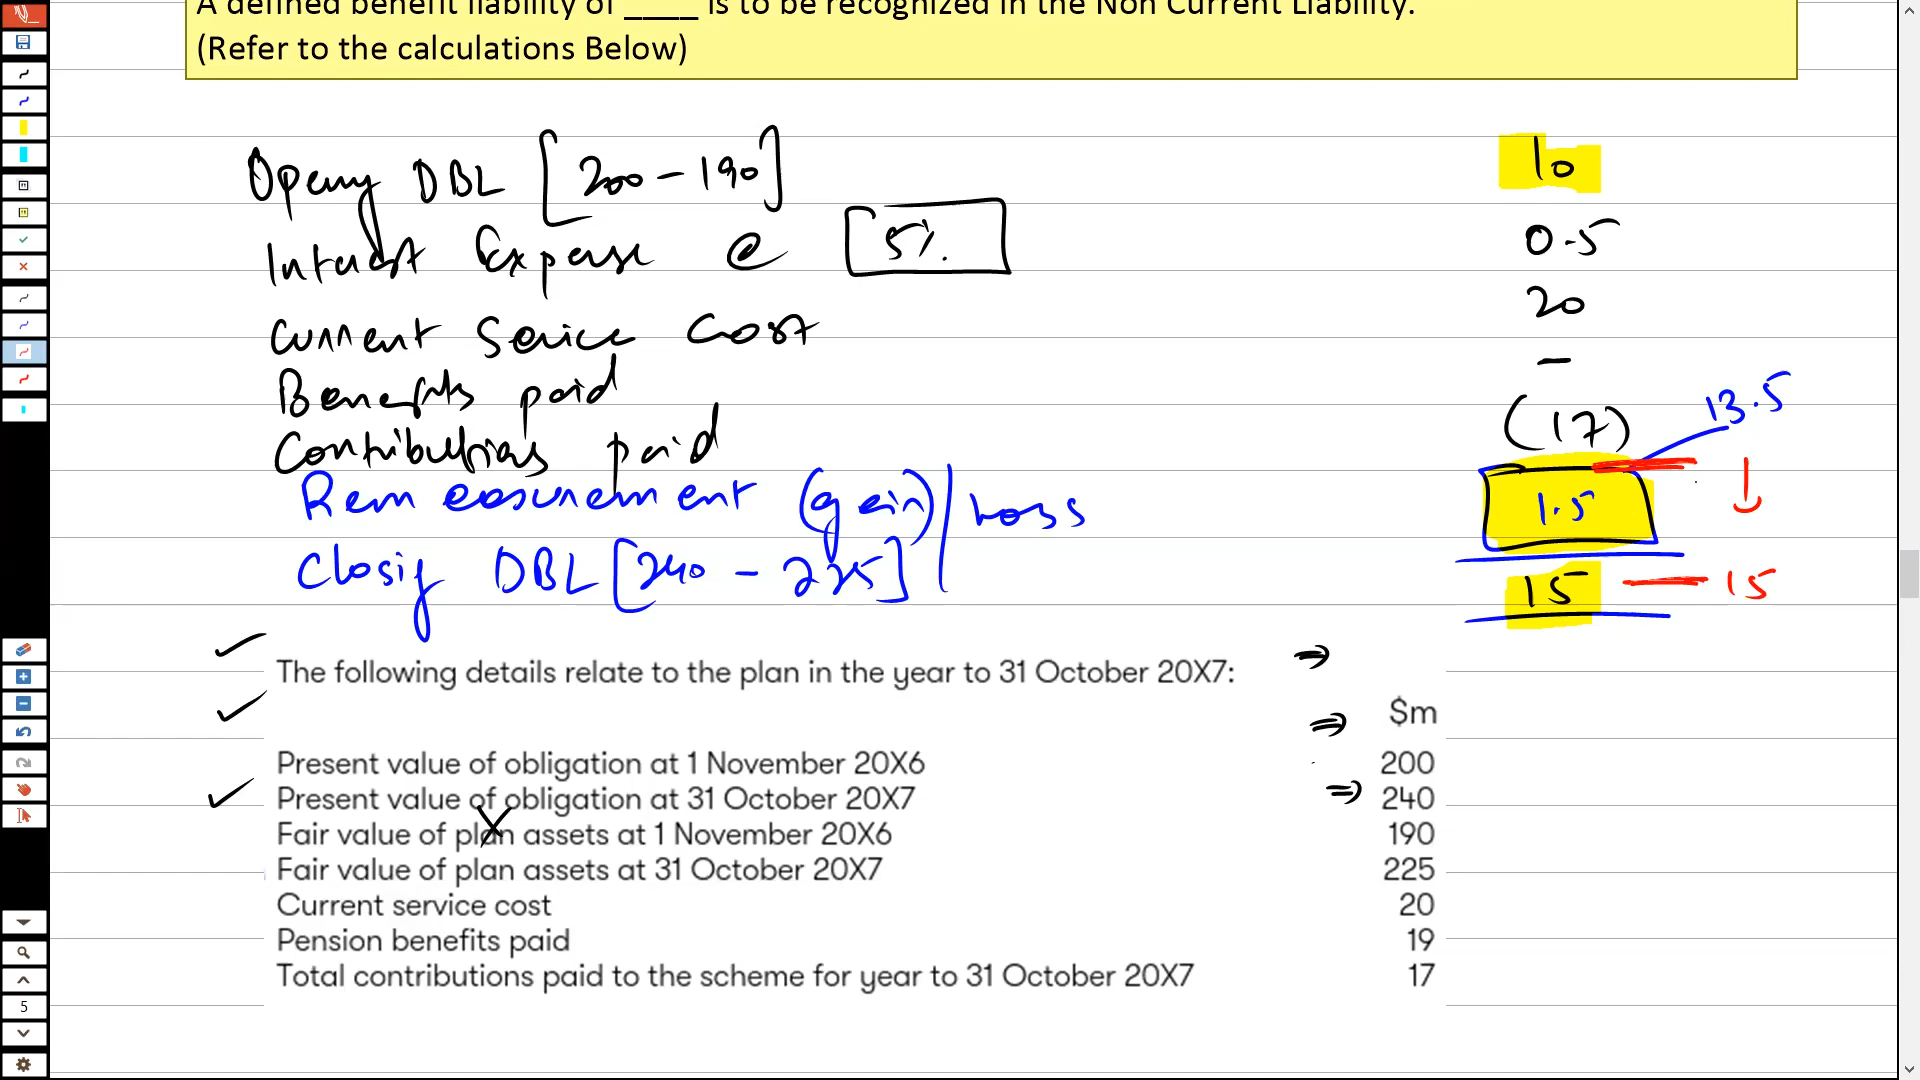 A defined benefit liability of ____ is to be recognized in the Non Current Liability.
(Refer to the calculations Below)
Opening DBL [200 - 190] 10
Interest Expense @ 5%. 0.5
Current Service Cost 20
Benefits paid -
Contributions paid (17) 13.5
Remeasurement (gain) / Loss 1.5
Closing DBL [240 - 225] 15 15
The following details relate to the plan in the year to 31 October 20X7:
$m
Present value of obligation at 1 November 20X6 200
Present value of obligation at 31 October 20X7 240
Fair value of plan assets at 1 November 20X6 190
Fair value of plan assets at 31 October 20X7 225
Current service cost 20
Pension benefits paid 19
Total contributions paid to the scheme for year to 31 October 20X7 17
5